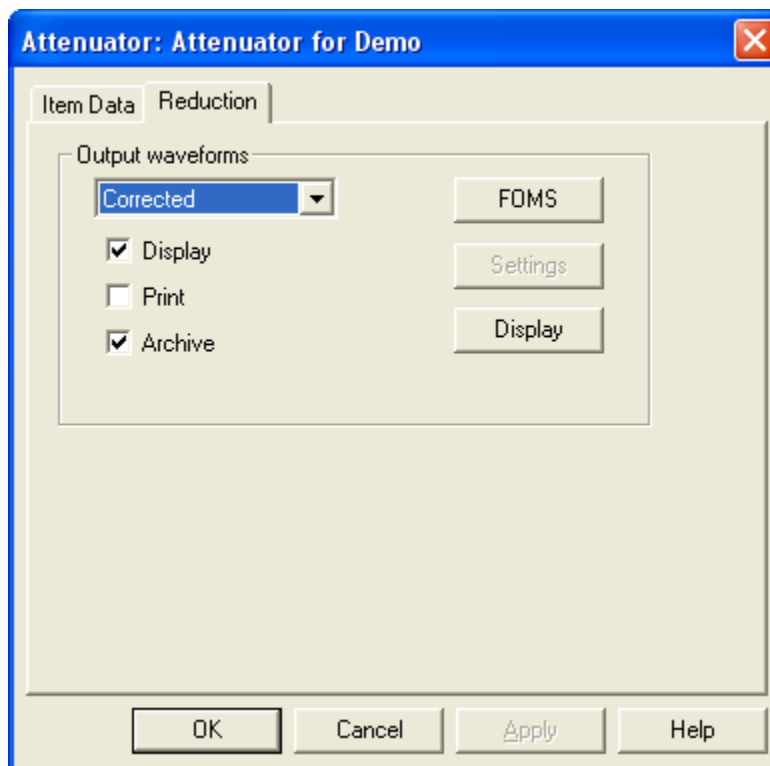 Attenuator: Attenuator for Demo
Item Data Reduction
Output waveforms
Corrected FOMS
Display Settings
Print
Archive Display
OK Cancel Apply Help